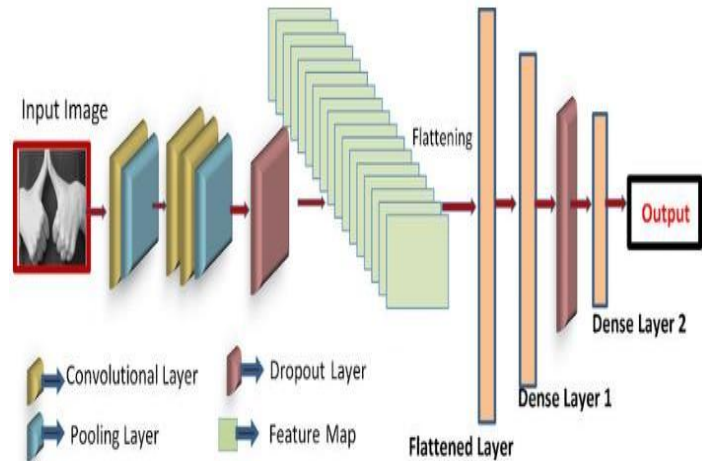 Input Image
Flattening
Output
Dense Layer 2
Dense Layer 1
Flattened Layer
Convolutional Layer
Dropout Layer
Pooling Layer
Feature Map